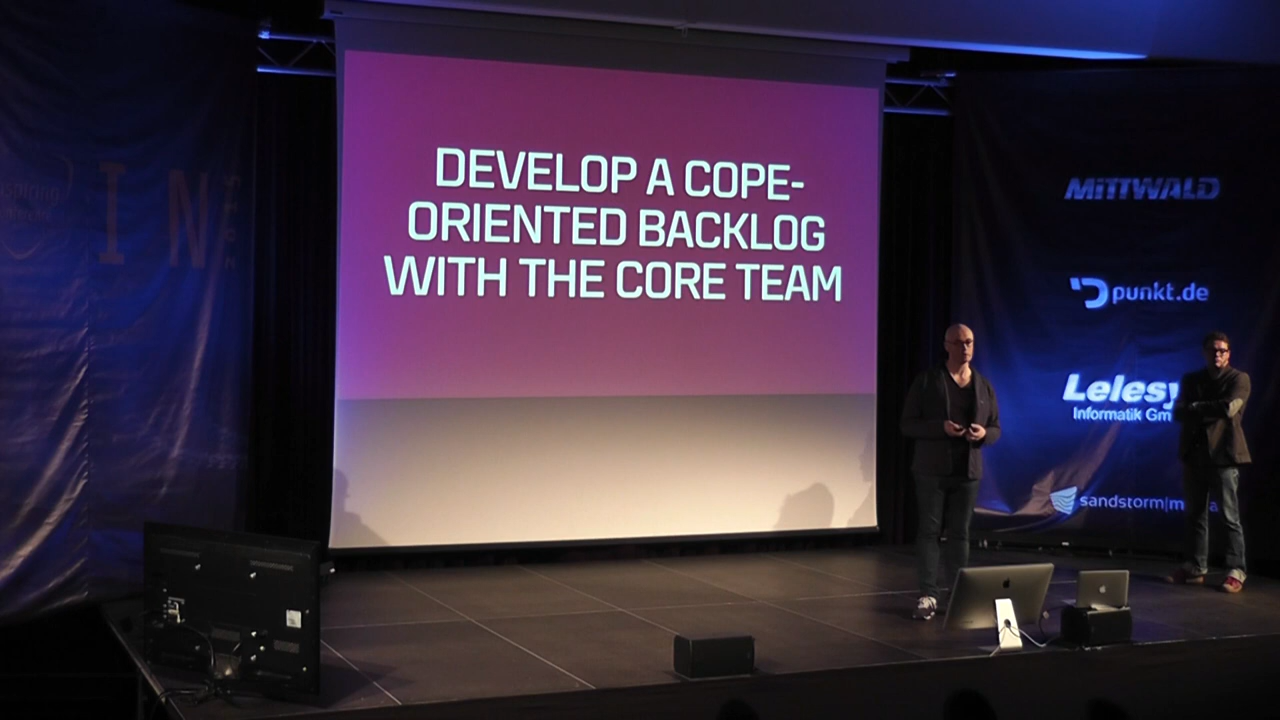 DEVELOP A COPE-
ORIENTED BACKLOG
WITH THE CORE TEAM
MITTWALD
punkt.de
Lelesy
Informatik Gm
sandstorm|m